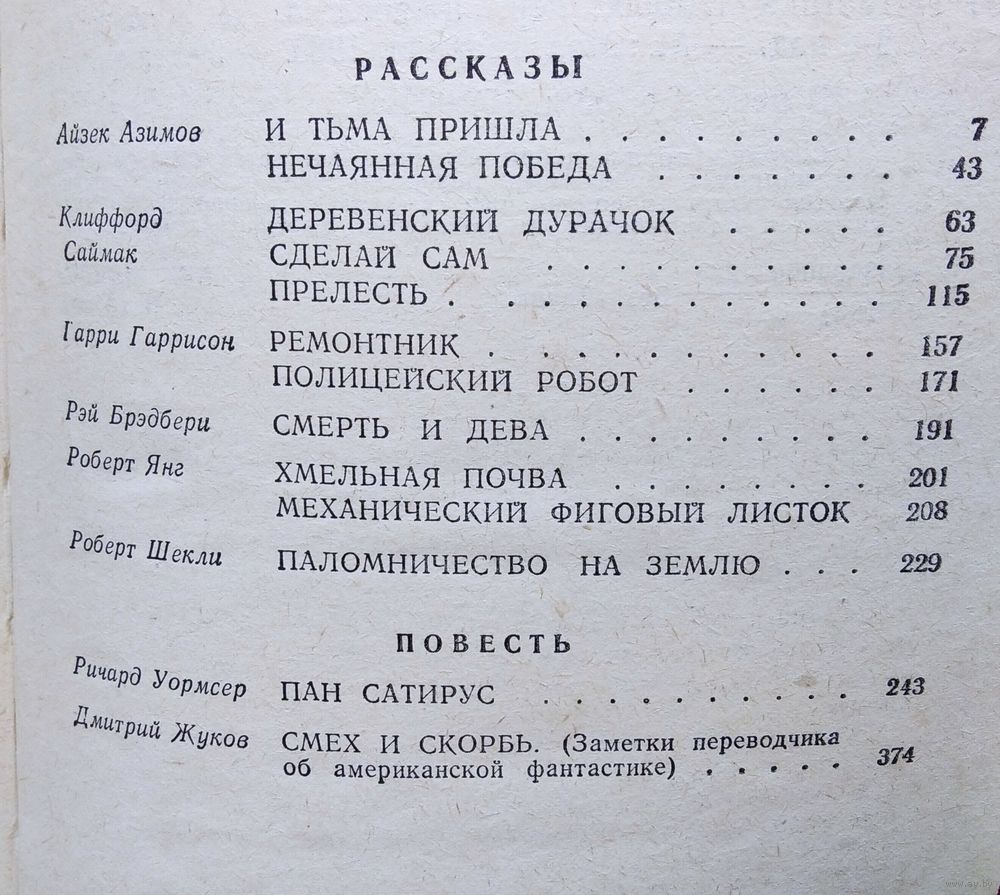 РАССКАЗЫ
Айзек Азимов И ТЬМА ПРИШЛА . . . . . . . . . 7
НЕЧАЯННАЯ ПОБЕДА . . . . . . . 43
Клиффорд ДЕРЕВЕНСКИЙ ДУРАЧОК . . . . . 63
Саймак СДЕЛАЙ САМ . . . . . . . . . . 75
ПРЕЛЕСТЬ . . . . . . . . . . . . 115
Гарри Гаррисон РЕМОНТНИК . . . . . . . . . . . 157
ПОЛИЦЕЙСКИЙ РОБОТ . . . . . . 171
Рэй Брэдбери СМЕРТЬ И ДЕВА . . . . . . . . . 191
Роберт Янг ХМЕЛЬНАЯ ПОЧВА . . . . . . . . 201
МЕХАНИЧЕСКИЙ ФИГОВЫЙ ЛИСТОК 208
Роберт Шекли ПАЛОМНИЧЕСТВО НА ЗЕМЛЮ . . . 229
ПОВЕСТЬ
Ричард Уормсер ПАН САТИРУС . . . . . . . . . . 243
Дмитрий Жуков СМЕХ И СКОРБЬ. (Заметки переводчика
об американской фантастике) . . . . . 374